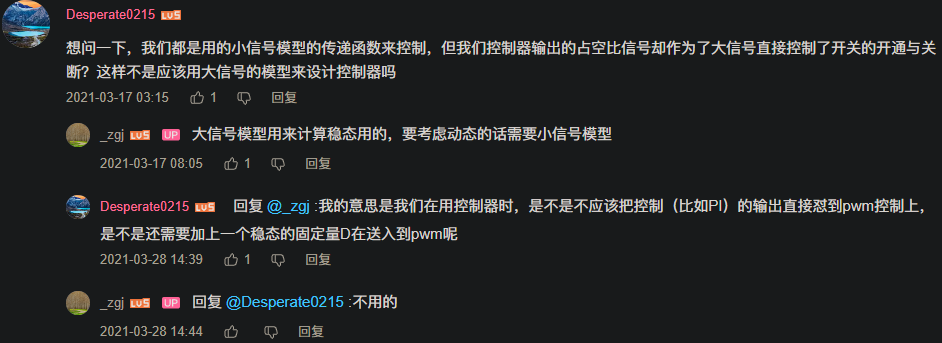 Desperate0215 LV5
想问一下，我们都是用的小信号模型的传递函数来控制，但我们控制器输出的占空比信号却作为了大信号直接控制了开关的开通与关
断？这样不是应该用大信号的模型来设计控制器吗
2021-03-17 03:15 1 回复
_zgj LV5 UP 大信号模型用来计算稳态用的，要考虑动态的话需要小信号模型
2021-03-17 08:05 1 回复
Desperate0215 LV5 回复 @_zgj :我的意思是我们在用控制器时，是不是不应该把控制（比如PI）的输出直接怼到pwm控制上，
是不是还需要加上一个稳态的固定量D在送入到pwm呢
2021-03-28 14:39 1 回复
_zgj LV5 UP 回复 @Desperate0215 :不用的
2021-03-28 14:44 回复